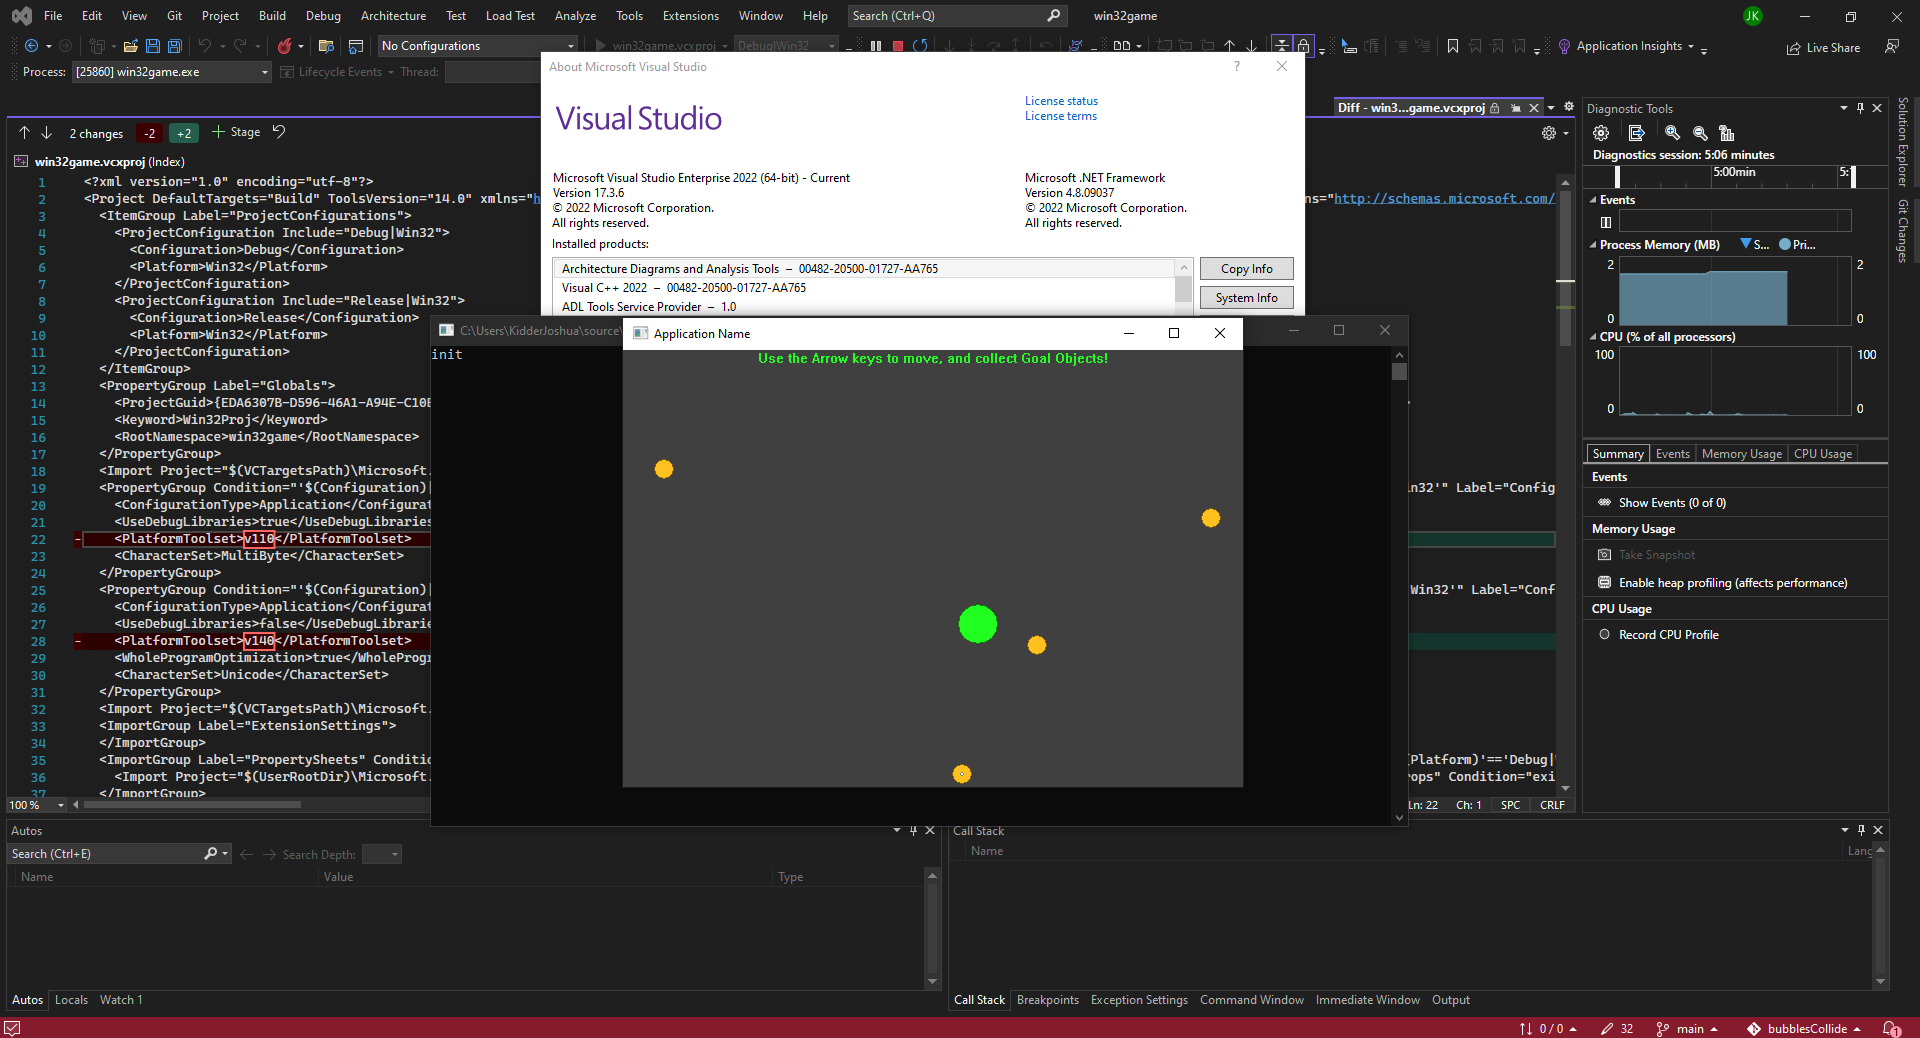 File Edit View Git Project Build Debug Architecture Test Load Test Analyze Tools Extensions Window Help Search (Ctrl+Q) win32game JK
No Configurations win32game.vcxproj Debug|Win32 Application Insights Live Share
Process: [25860] win32game.exe Lifecycle Events Thread:
About Microsoft Visual Studio ?
Visual Studio
License status
License terms
Microsoft Visual Studio Enterprise 2022 (64-bit) - Current
Version 17.3.6
© 2022 Microsoft Corporation.
All rights reserved.
Microsoft .NET Framework
Version 4.8.09037
© 2022 Microsoft Corporation.
All rights reserved.
Installed products:
Architecture Diagrams and Analysis Tools – 00482-20500-01727-AA765
Visual C++ 2022 – 00482-20500-01727-AA765
ADL Tools Service Provider – 1.0
Copy Info
System Info
Diff - win3...game.vcxproj
2 changes -2 +2 Stage
win32game.vcxproj (Index)
1 <?xml version="1.0" encoding="utf-8"?>
2 <Project DefaultTargets="Build" ToolsVersion="14.0" xmlns="h
3 <ItemGroup Label="ProjectConfigurations">
4 <ProjectConfiguration Include="Debug|Win32">
5 <Configuration>Debug</Configuration>
6 <Platform>Win32</Platform>
7 </ProjectConfiguration>
8 <ProjectConfiguration Include="Release|Win32">
9 <Configuration>Release</Configuration>
10 <Platform>Win32</Platform>
11 </ProjectConfiguration>
12 </ItemGroup>
13 <PropertyGroup Label="Globals">
14 <ProjectGuid>{EDA6307B-D596-46A1-A94E-C10E
15 <Keyword>Win32Proj</Keyword>
16 <RootNamespace>win32game</RootNamespace>
17 </PropertyGroup>
18 <Import Project="$(VCTargetsPath)\Microsoft.
19 <PropertyGroup Condition="'$(Configuration)|
20 <ConfigurationType>Application</Configurat
21 <UseDebugLibraries>true</UseDebugLibraries
22 - <PlatformToolset>v110</PlatformToolset>
23 <CharacterSet>MultiByte</CharacterSet>
24 </PropertyGroup>
25 <PropertyGroup Condition="'$(Configuration)|
26 <ConfigurationType>Application</Configurat
27 <UseDebugLibraries>false</UseDebugLibrarie
28 - <PlatformToolset>v140</PlatformToolset>
29 <WholeProgramOptimization>true</WholeProgr
30 <CharacterSet>Unicode</CharacterSet>
31 </PropertyGroup>
32 <Import Project="$(VCTargetsPath)\Microsoft.
33 <ImportGroup Label="ExtensionSettings">
34 </ImportGroup>
35 <ImportGroup Label="PropertySheets" Conditio
36 <Import Project="$(UserRootDir)\Microsoft.
37 </ImportGroup>
100 %
ns="http://schemas.microsoft.com/
in32'" Label="Config
Win32'" Label="Conf
(Platform)'=='Debug|
rops" Condition="exi
Ln: 22 Ch: 1 SPC CRLF
C:\Users\KidderJoshua\source\
init
Application Name
Use the Arrow keys to move, and collect Goal Objects!
Diagnostic Tools
Diagnostics session: 5:06 minutes
5:00min 5:1
Events
Process Memory (MB) S... Pri...
2 2
0 0
CPU (% of all processors)
100 100
0 0
Summary Events Memory Usage CPU Usage
Events
Show Events (0 of 0)
Memory Usage
Take Snapshot
Enable heap profiling (affects performance)
CPU Usage
Record CPU Profile
Solution Explorer
Git Changes
Autos
Search (Ctrl+E) Search Depth:
Name Value Type
Autos Locals Watch 1
Call Stack
Name Lang
Call Stack Breakpoints Exception Settings Command Window Immediate Window Output
0 / 0 32 main bubblesCollide 1